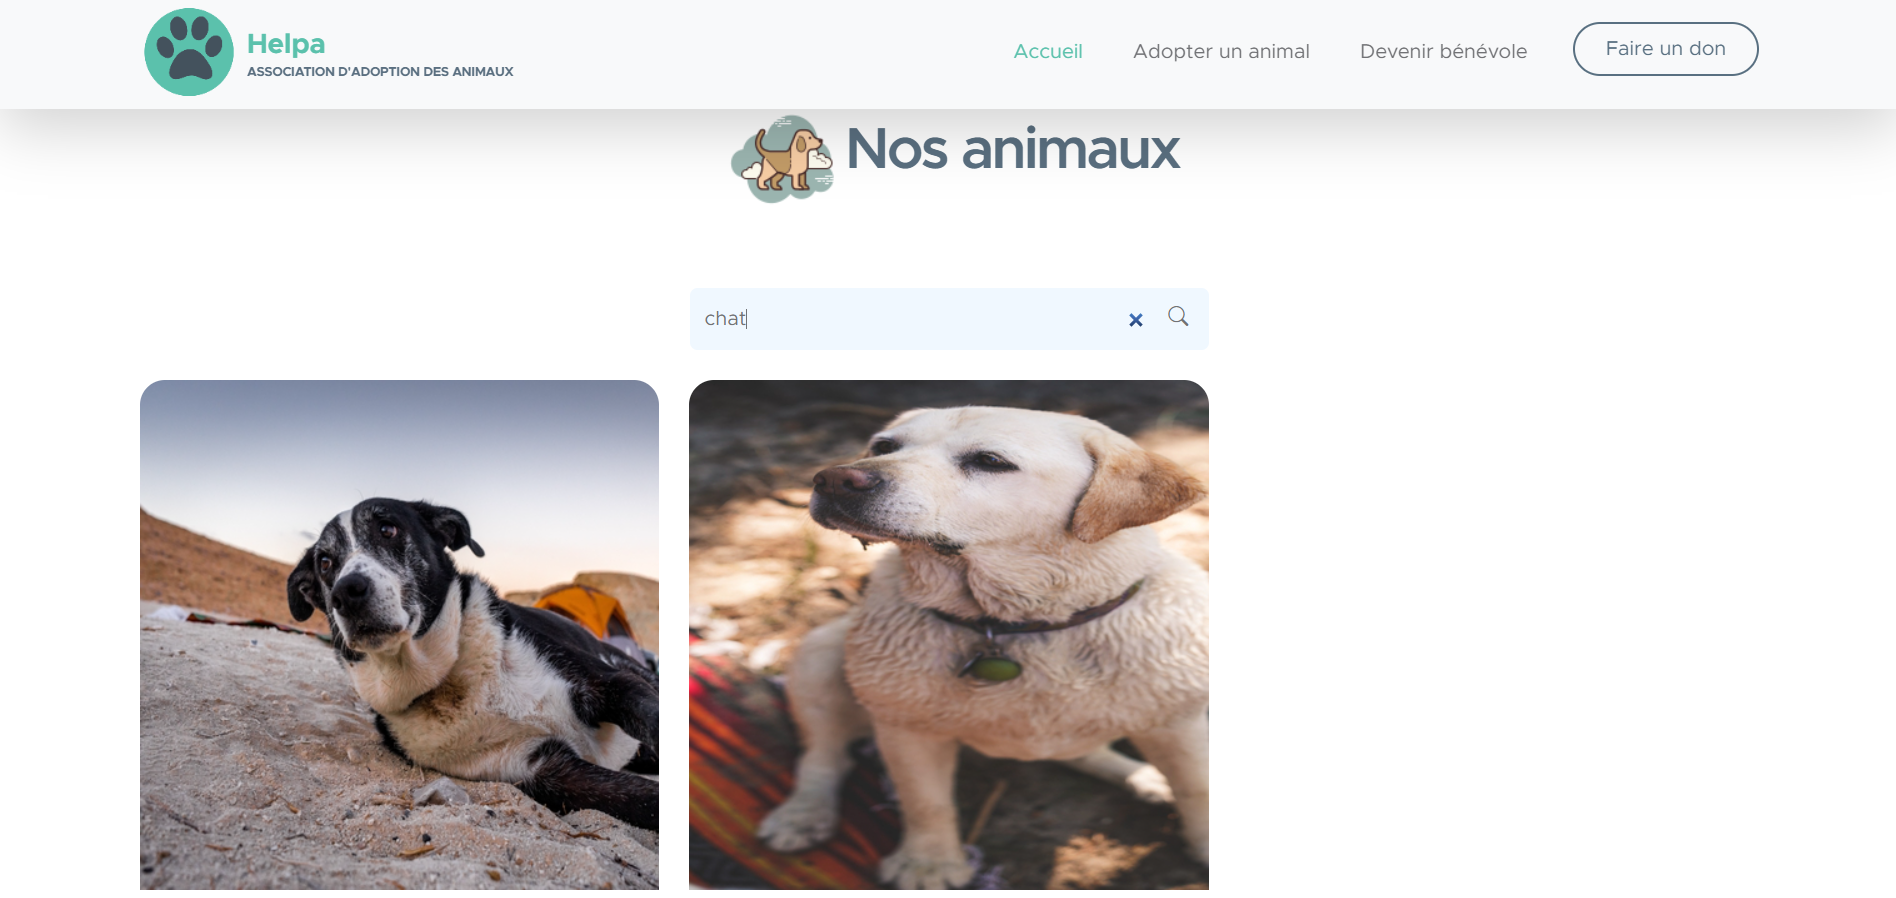 Helpa
ASSOCIATION D'ADOPTION DES ANIMAUX
Accueil
Adopter un animal
Devenir bénévole
Faire un don
Nos animaux
chat